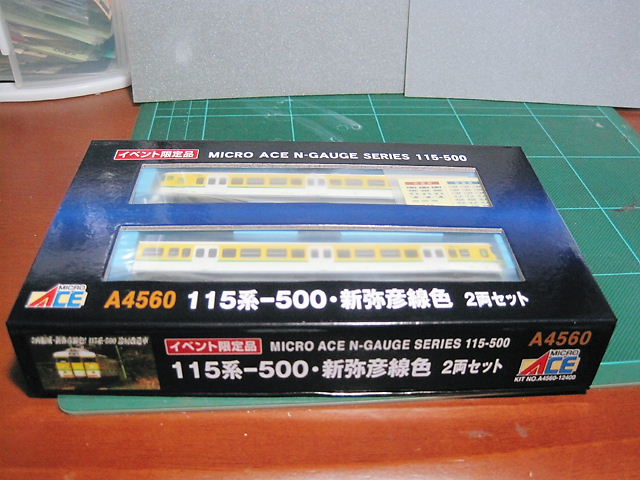 イベント限定品 MICRO ACE N-GAUGE SERIES 115-500
MICRO ACE A4560 115系-500・新弥彦線色 2両セット
イベント限定品 MICRO ACE N-GAUGE SERIES 115-500 A4560
115系-500・新弥彦線色 2両セット
MICRO ACE
KIT NO.A4560-12400